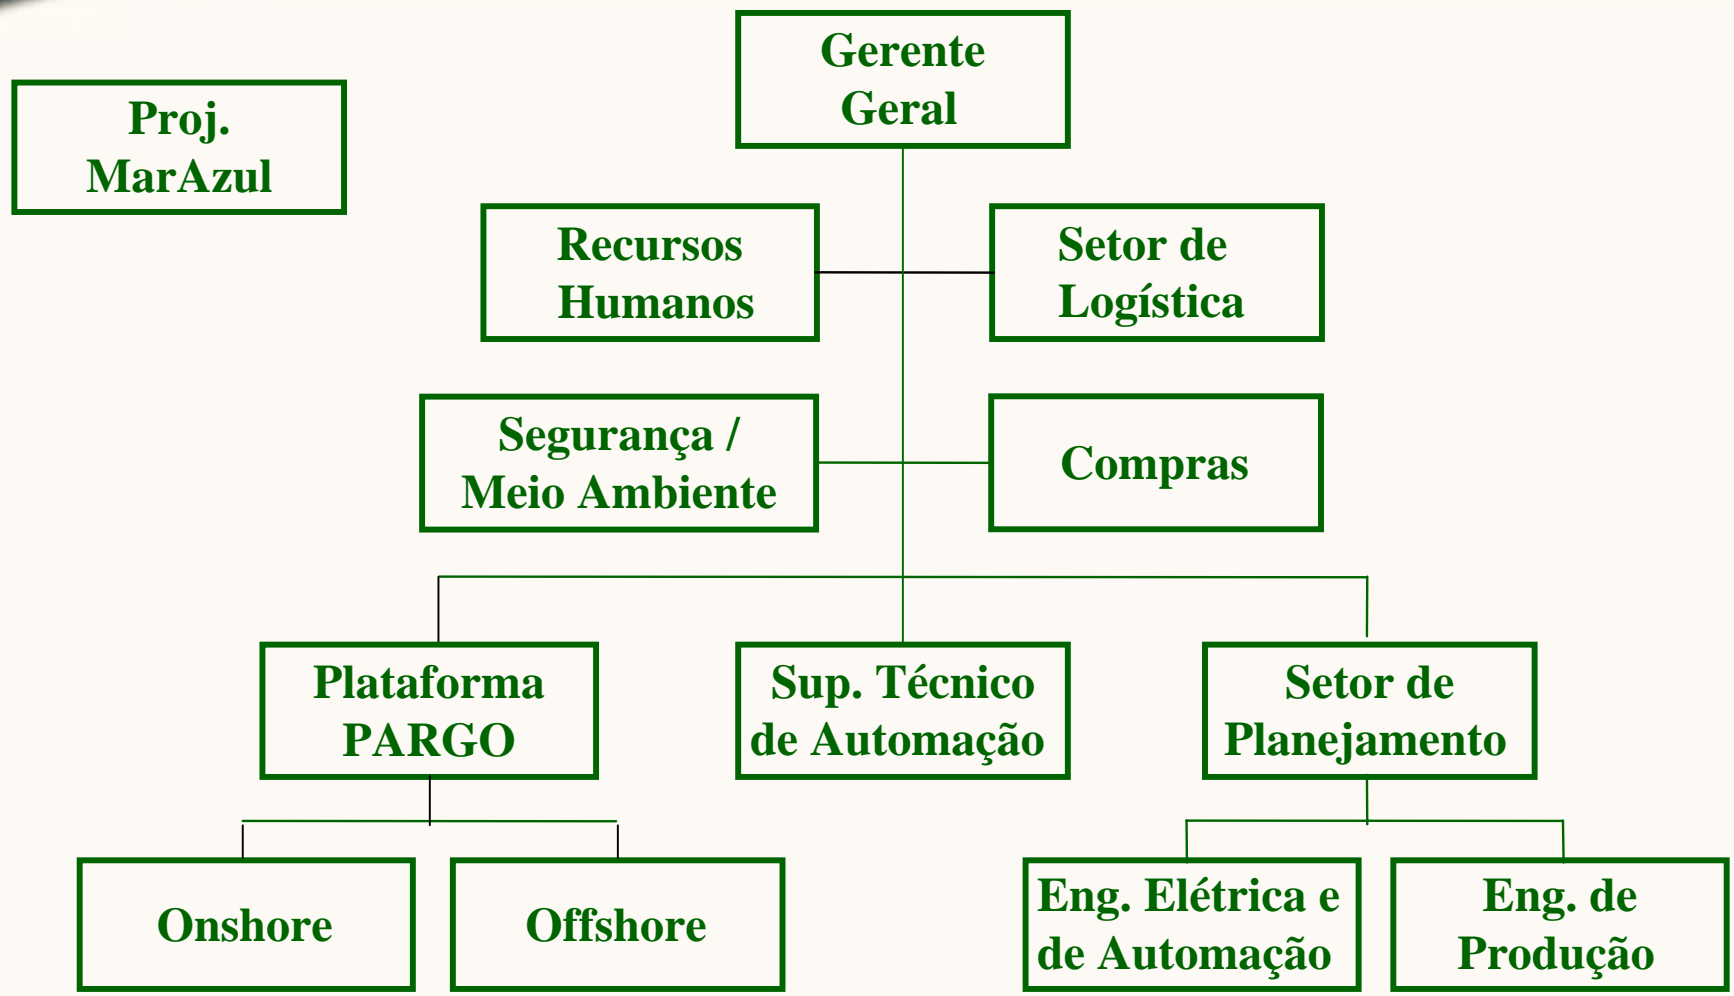 Gerente
Geral
Proj.
MarAzul
Recursos
Humanos
Setor de
Logística
Segurança /
Meio Ambiente
Compras
Plataforma
PARGO
Sup. Técnico
de Automação
Setor de
Planejamento
Onshore
Offshore
Eng. Elétrica e
de Automação
Eng. de
Produção